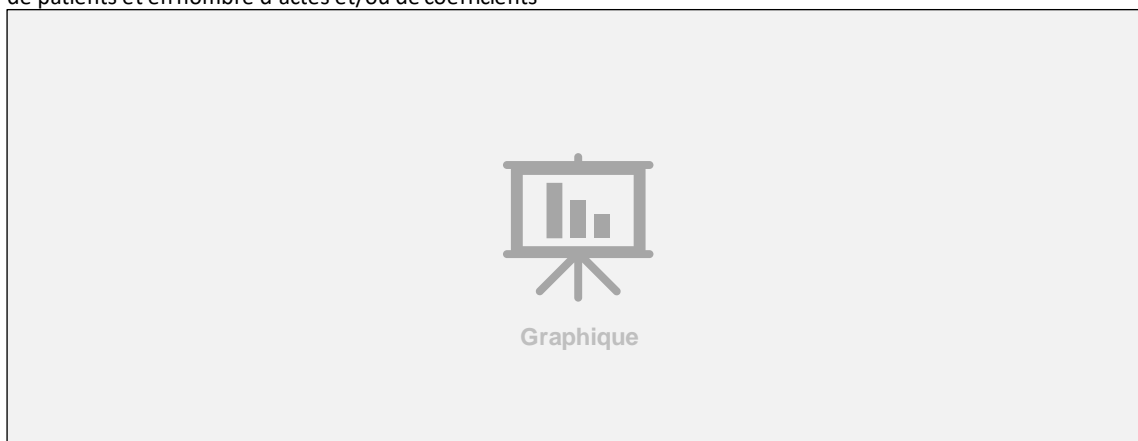 de patients et en nombre d'actes et/ou de coefficients
Graphique